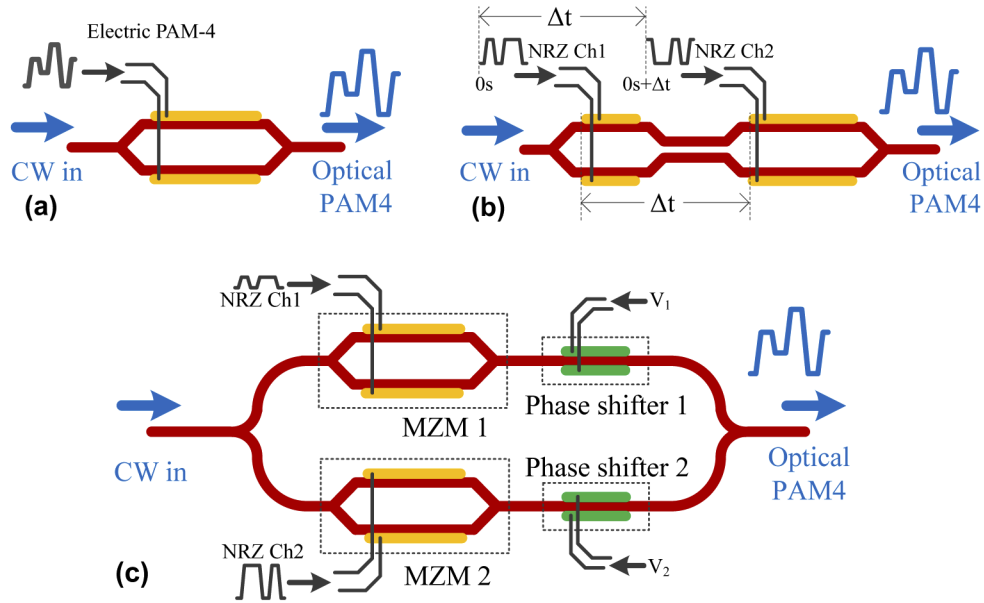 Electric PAM-4
CW in
Optical
PAM4
(a)
Δt
NRZ Ch1
NRZ Ch2
0s
0s+Δt
CW in
Optical
PAM4
(b)
Δt
NRZ Ch1
V1
MZM 1
Phase shifter 1
CW in
Phase shifter 2
Optical
PAM4
NRZ Ch2
MZM 2
V2
(c)